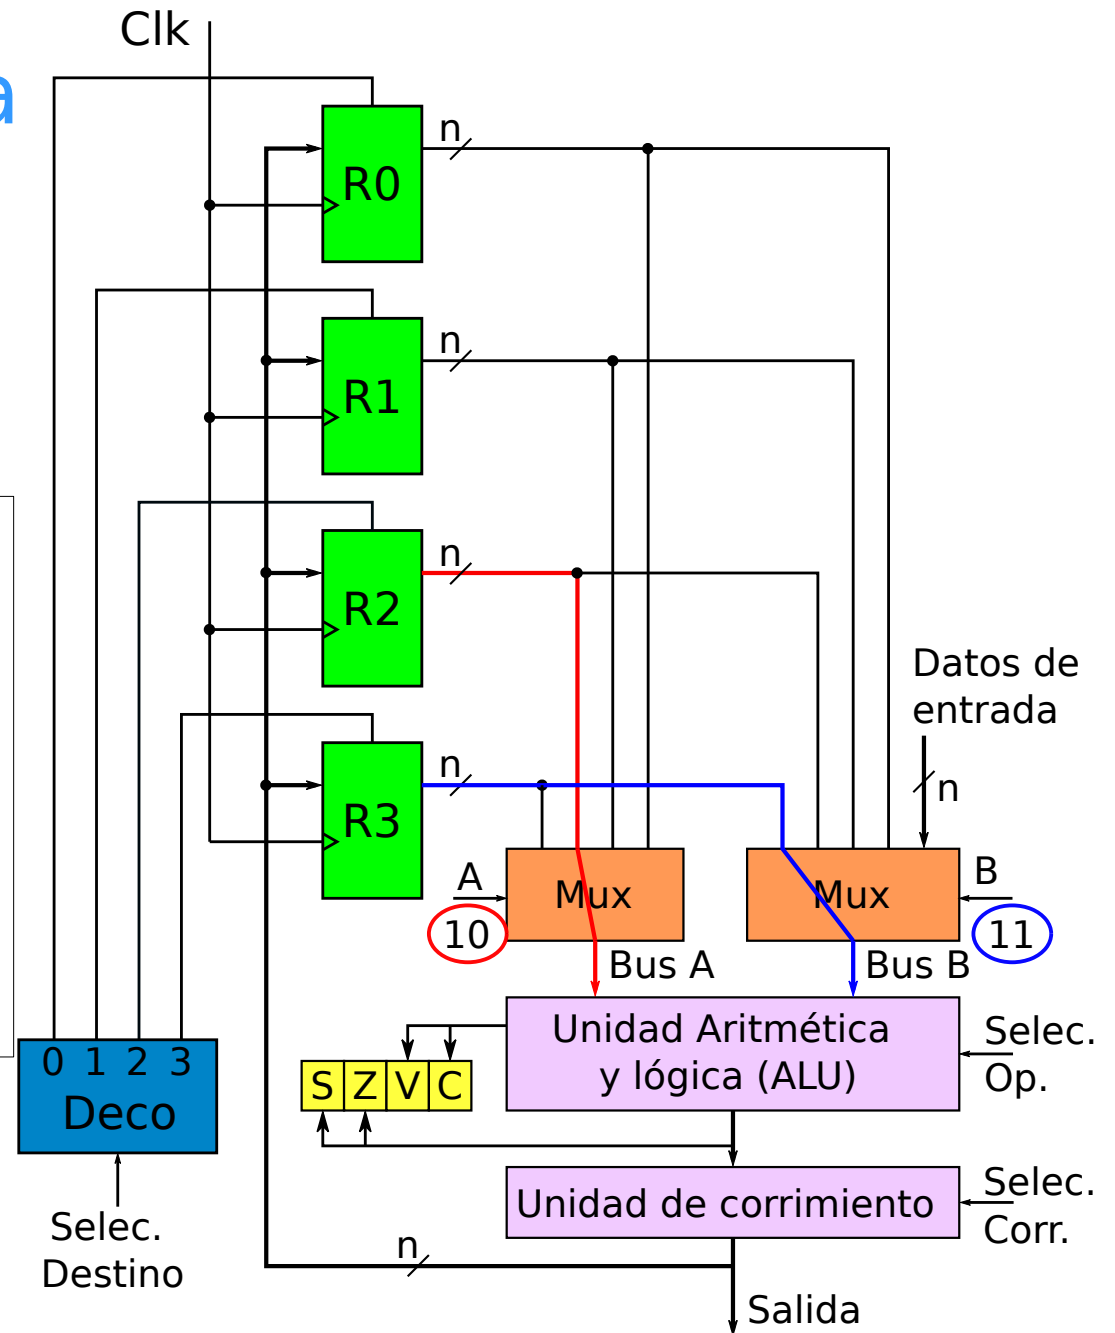 Clk
a
n
R0
n
R1
n
R2
Datos de
entrada
n
n
R3
A
Mux
Mux
B
10
11
Bus A
Bus B
Unidad Aritmética
y lógica (ALU)
Selec.
Op.
0 1 2 3
Deco
S Z V C
Unidad de corrimiento
Selec.
Corr.
Selec.
Destino
n
Salida